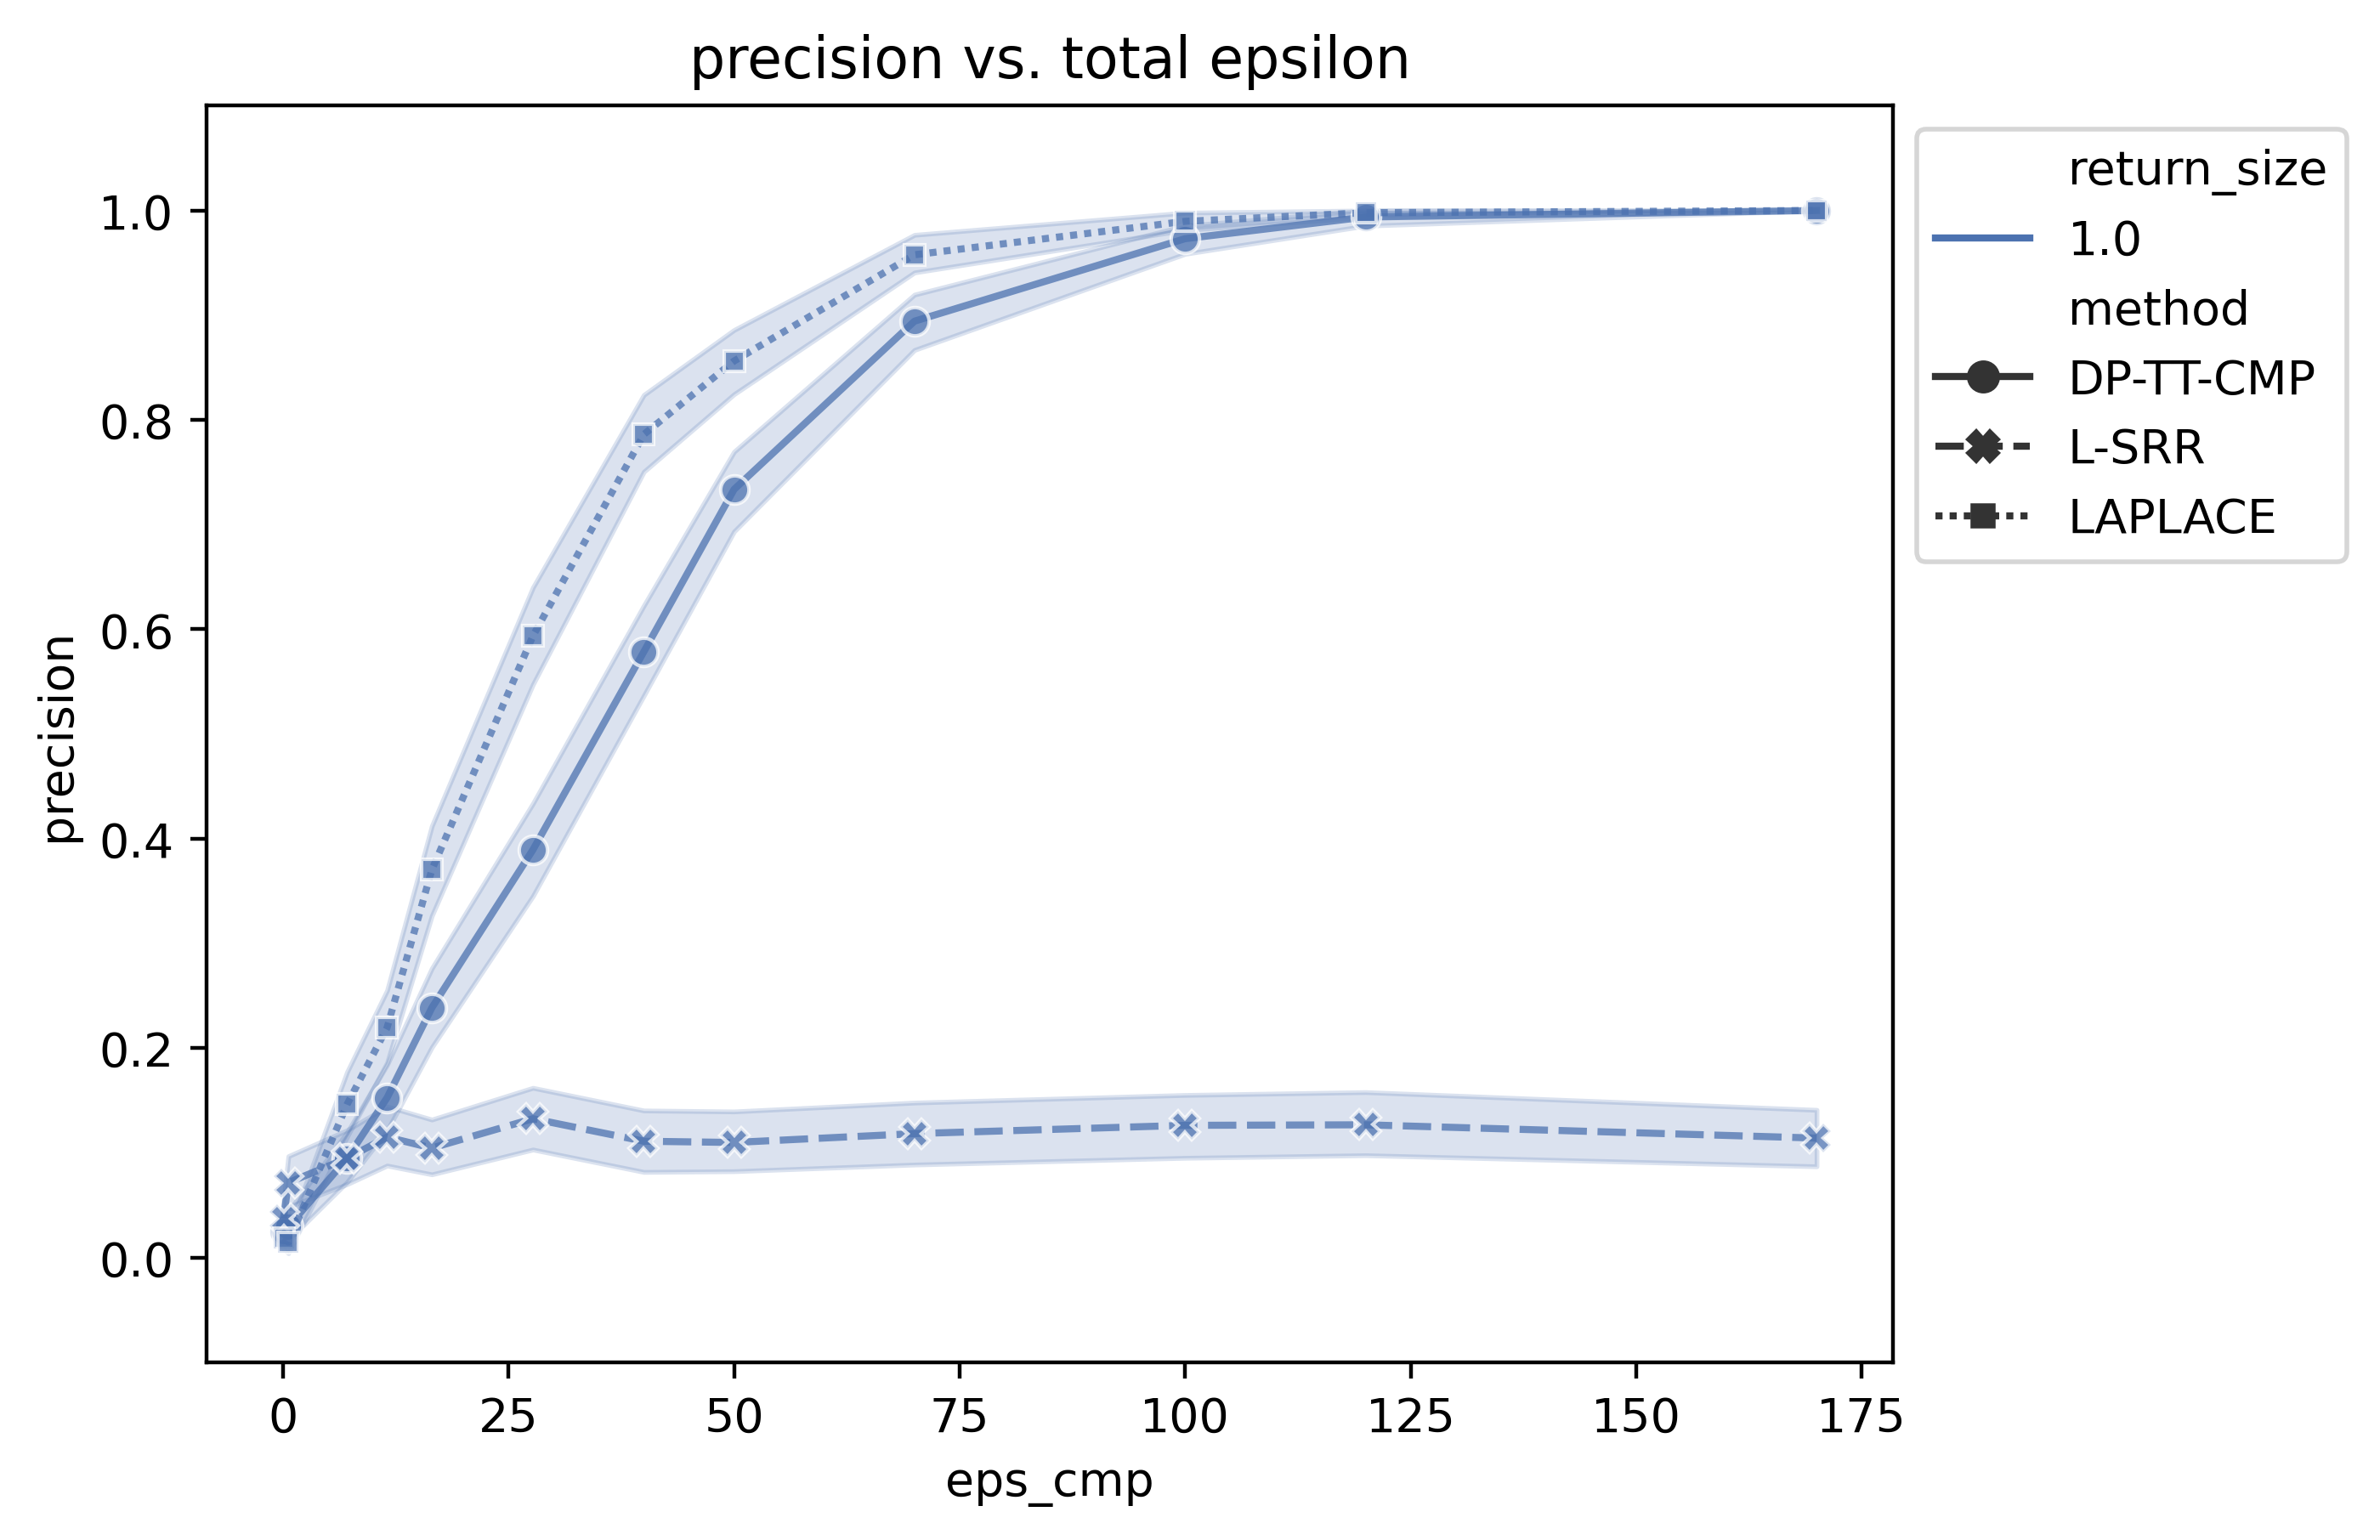 precision vs. total epsilon
1.0
0.8
0.6
0.4
0.2
0.0
precision
0
25
50
75
100
125
150
175
eps_cmp
return_size
1.0
method
DP-TT-CMP
L-SRR
LAPLACE